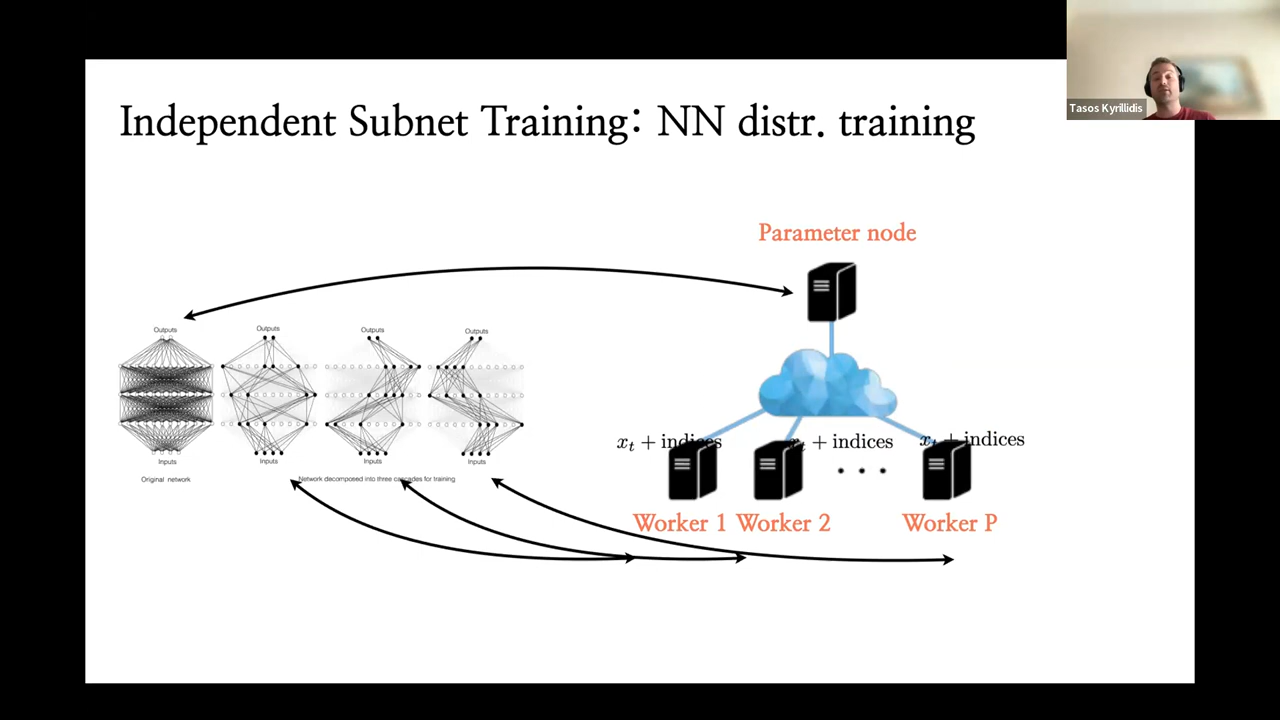 Tasos Kyrillidis
Independent Subnet Training: NN distr. training
Parameter node
Outputs
Outputs
Outputs
Outputs
Inputs
Inputs
Inputs
Inputs
Original network
Network decomposed into three cascades for training
x_t + indices
x_t + indices
x_t + indices
Worker 1
Worker 2
Worker P